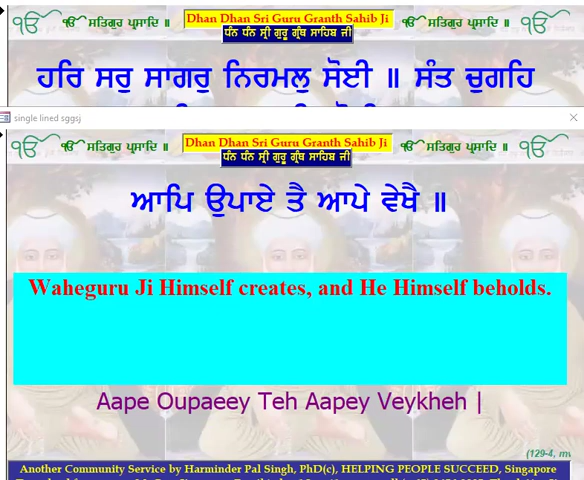 ੴ ੴ ਸਤਿਗੁਰ ਪ੍ਰਸਾਦਿ ॥ Dhan Dhan Sri Guru Granth Sahib Ji ੴ ਸਤਿਗੁਰ ਪ੍ਰਸਾਦਿ ॥ ੴ
ਧੰਨ ਧੰਨ ਸ੍ਰੀ ਗੁਰੂ ਗ੍ਰੰਥ ਸਾਹਿਬ ਜੀ
ਹਰਿ ਸਰੁ ਸਾਗਰੁ ਨਿਰਮਲੁ ਸੋਈ ॥ ਸੰਤ ਚੁਗਹਿ
single lined sggsj
ੴ ੴ ਸਤਿਗੁਰ ਪ੍ਰਸਾਦਿ ॥ Dhan Dhan Sri Guru Granth Sahib Ji ੴ ਸਤਿਗੁਰ ਪ੍ਰਸਾਦਿ ॥ ੴ
ਧੰਨ ਧੰਨ ਸ੍ਰੀ ਗੁਰੂ ਗ੍ਰੰਥ ਸਾਹਿਬ ਜੀ
ਆਪਿ ਉਪਾਏ ਤੈ ਆਪੇ ਵੇਖੈ ॥
Waheguru Ji Himself creates, and He Himself beholds.
Aape Oupaeey Teh Aapey Veykheh |
(129-4,
Another Community Service by Harminder Pal Singh, PhD(c), HELPING PEOPLE SUCCEED, Singapore